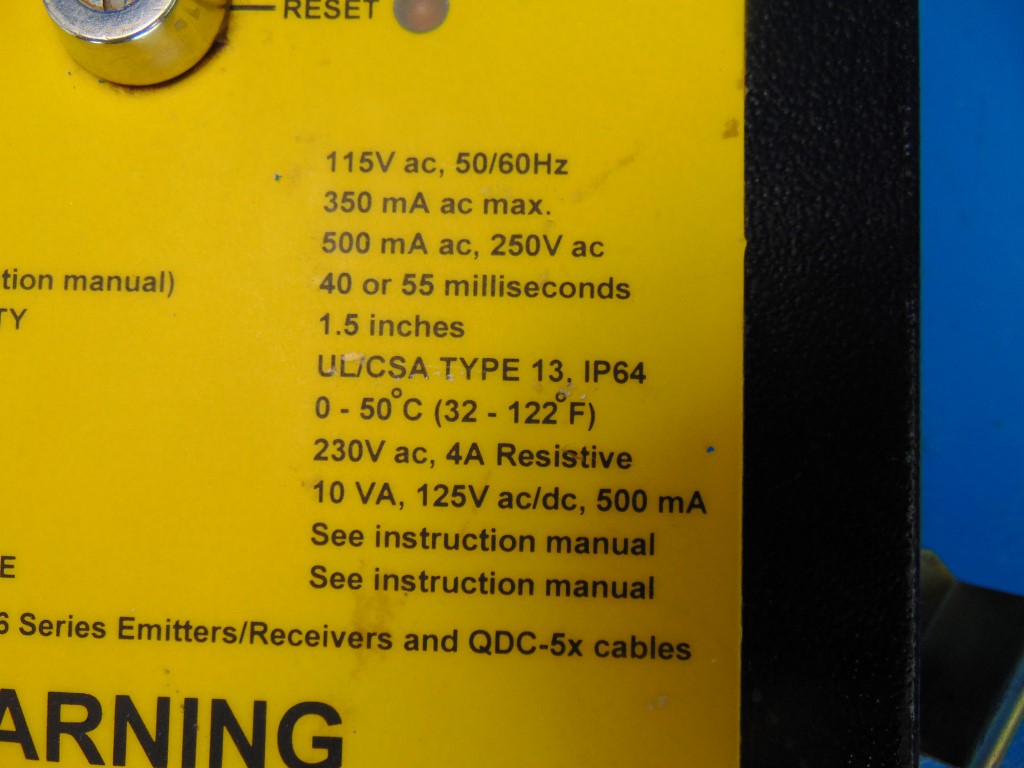 RESET
115V ac, 50/60Hz
350 mA ac max.
500 mA ac, 250V ac
tion manual) 40 or 55 milliseconds
TY 1.5 inches
UL/CSA TYPE 13, IP64
0 - 50°C (32 - 122°F)
230V ac, 4A Resistive
10 VA, 125V ac/dc, 500 mA
See instruction manual
E See instruction manual
6 Series Emitters/Receivers and QDC-5x cables
ARNING